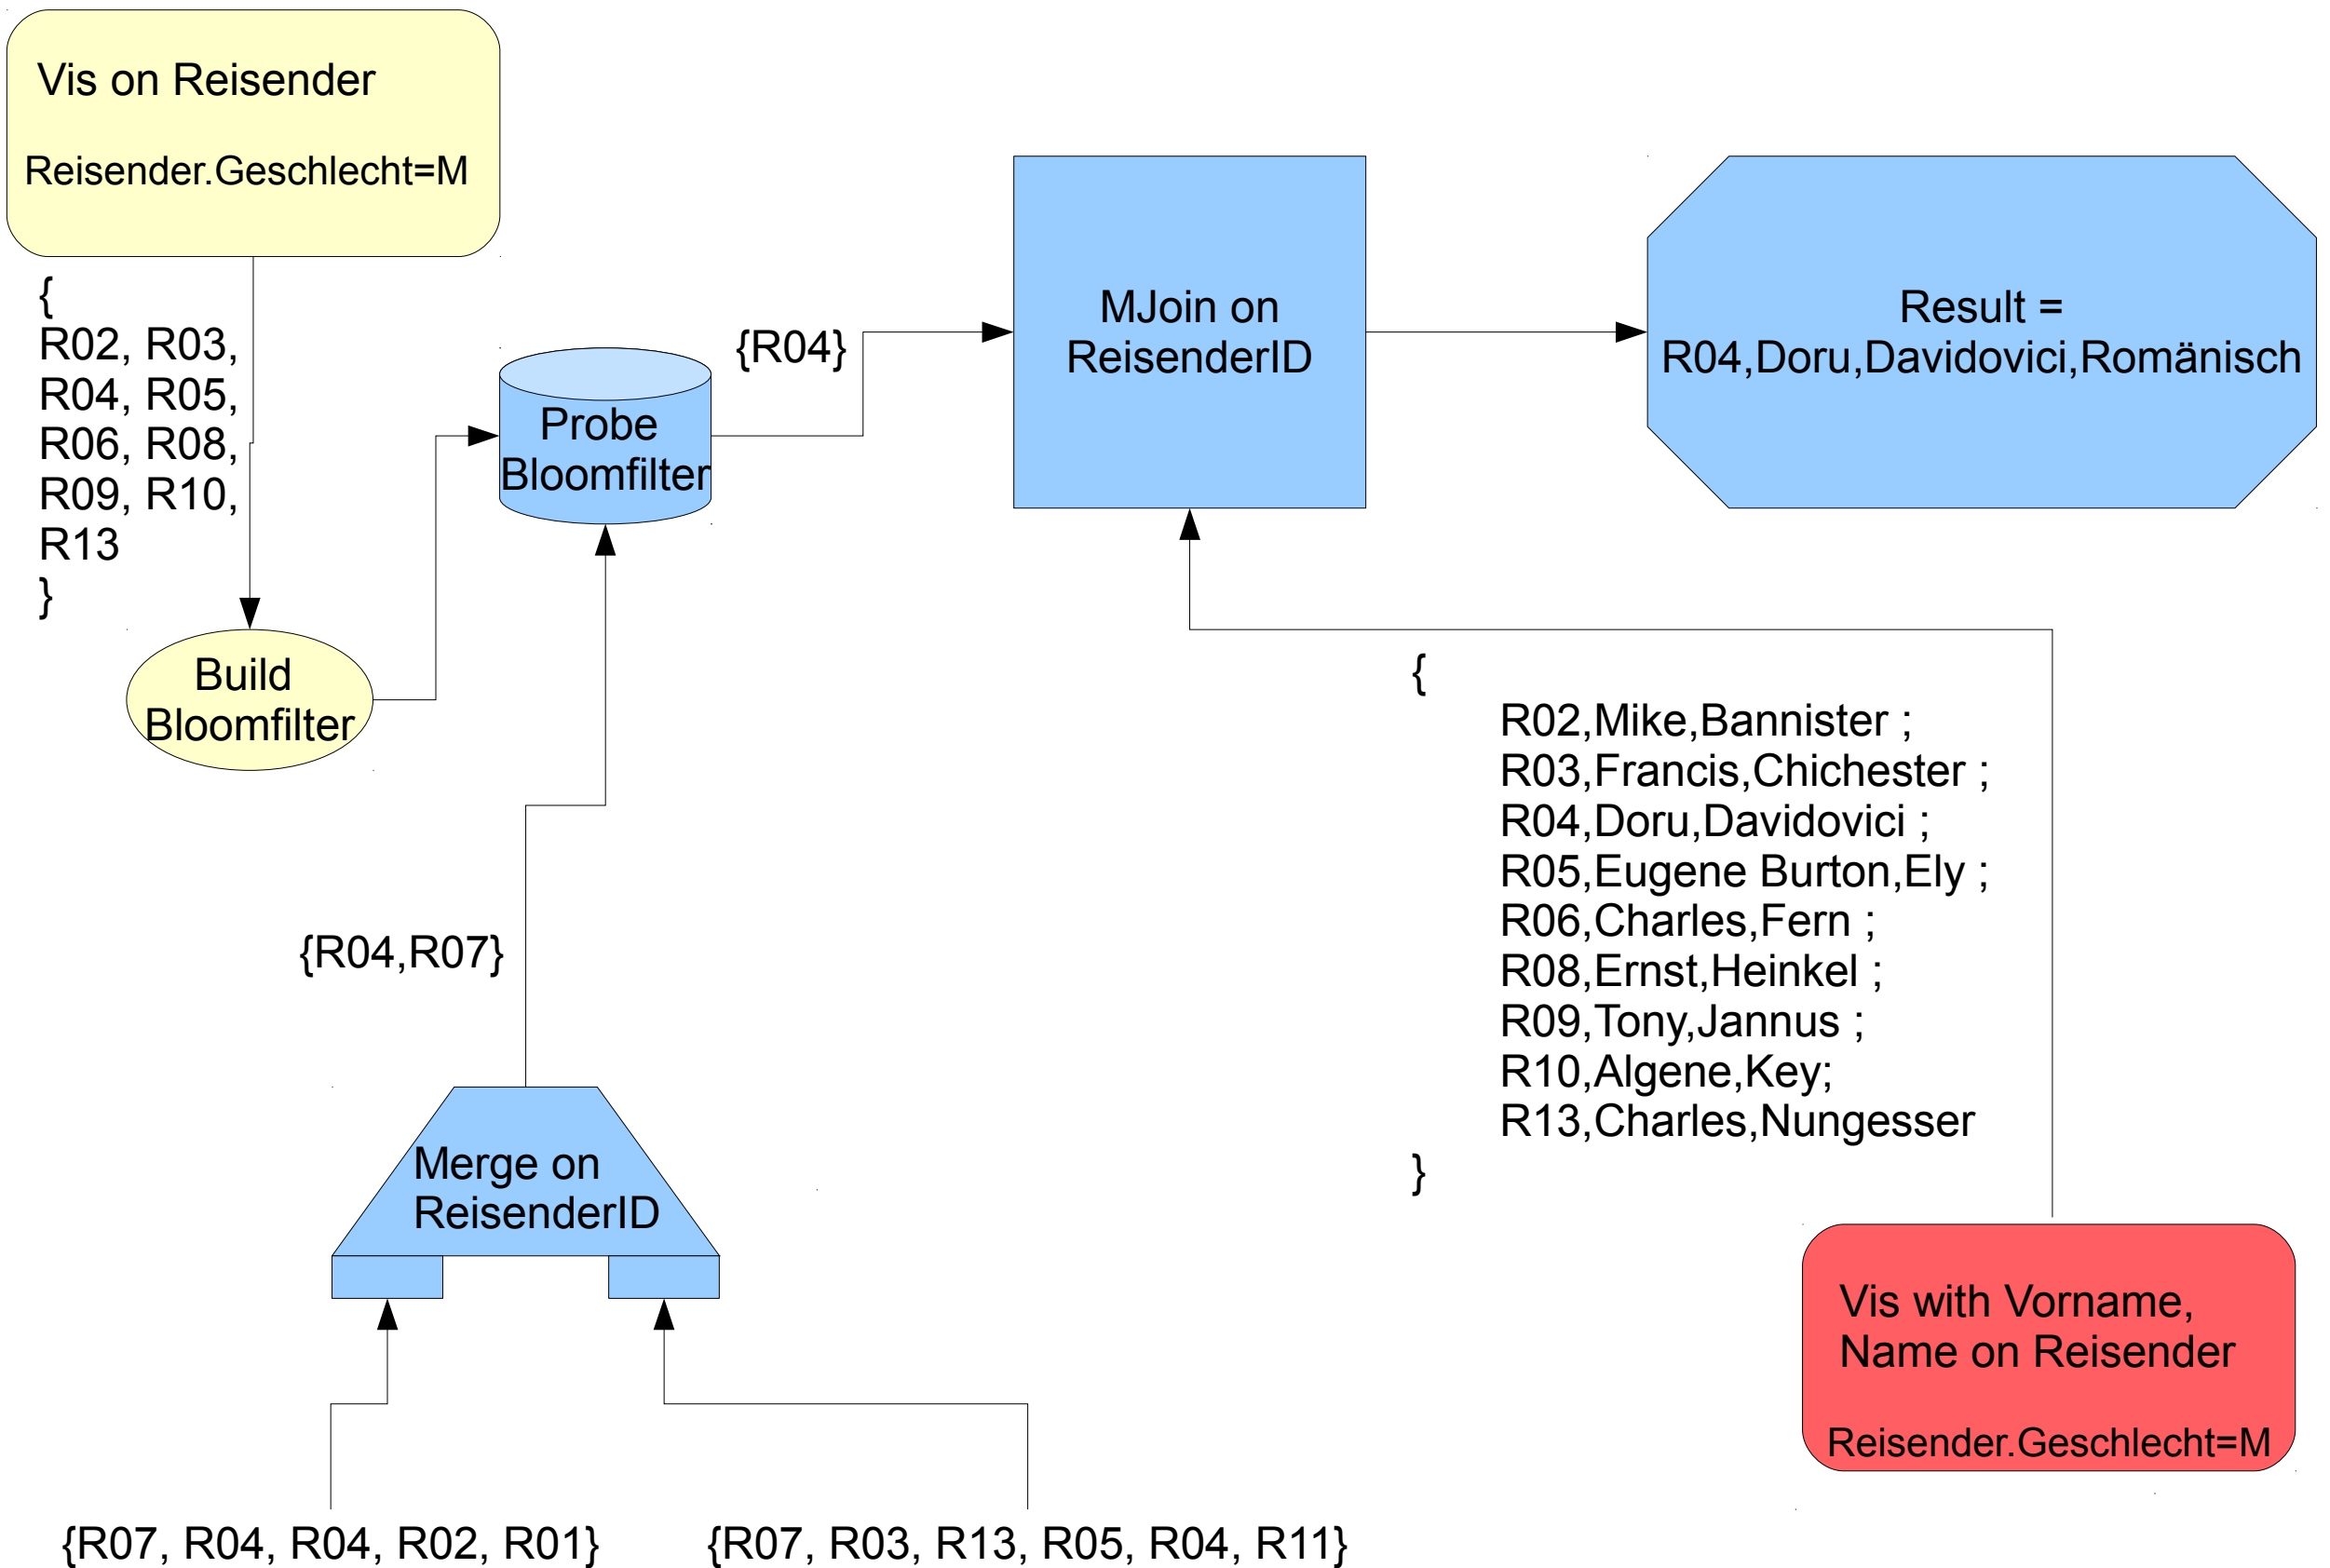 Vis on Reisender
Reisender.Geschlecht=M
{
R02, R03,
R04, R05,
R06, R08,
R09, R10,
R13
}
Build
Bloomfilter
Probe
Bloomfilter
{R04}
MJoin on
ReisenderID
Result =
R04,Doru,Davidovici,Romänisch
{
R02,Mike,Bannister ;
R03,Francis,Chichester ;
R04,Doru,Davidovici ;
R05,Eugene Burton,Ely ;
R06,Charles,Fern ;
R08,Ernst,Heinkel ;
R09,Tony,Jannus ;
R10,Algene,Key;
R13,Charles,Nungesser
}
{R04,R07}
Merge on
ReisenderID
Vis with Vorname,
Name on Reisender
Reisender.Geschlecht=M
{R07, R04, R04, R02, R01}
{R07, R03, R13, R05, R04, R11}